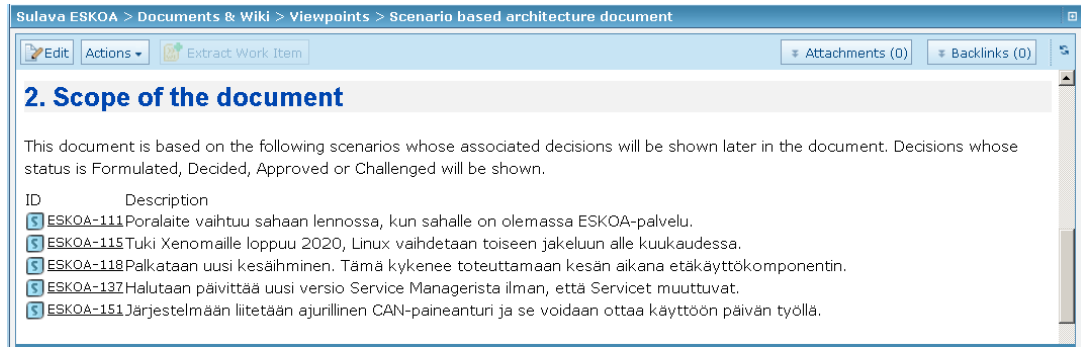 Sulava ESKOA > Documents & Wiki > Viewpoints > Scenario based architecture document
Edit Actions Extract Work Item Attachments (0) Backlinks (0)
2. Scope of the document
This document is based on the following scenarios whose associated decisions will be shown later in the document. Decisions whose
status is Formulated, Decided, Approved or Challenged will be shown.
ID Description
S ESKOA-111 Poralaite vaihtuu sahaan lennossa, kun sahalle on olemassa ESKOA-palvelu.
S ESKOA-115 Tuki Xenomaille loppuu 2020, Linux vaihdetaan toiseen jakeluun alle kuukaudessa.
S ESKOA-118 Palkataan uusi kesäihminen. Tämä kykenee toteuttamaan kesän aikana etäkäyttökomponentin.
S ESKOA-137 Halutaan päivittää uusi versio Service Managerista ilman, että Servicet muuttuvat.
S ESKOA-151 Järjestelmään liitetään ajurillinen CAN-paineanturi ja se voidaan ottaa käyttöön päivän työllä.